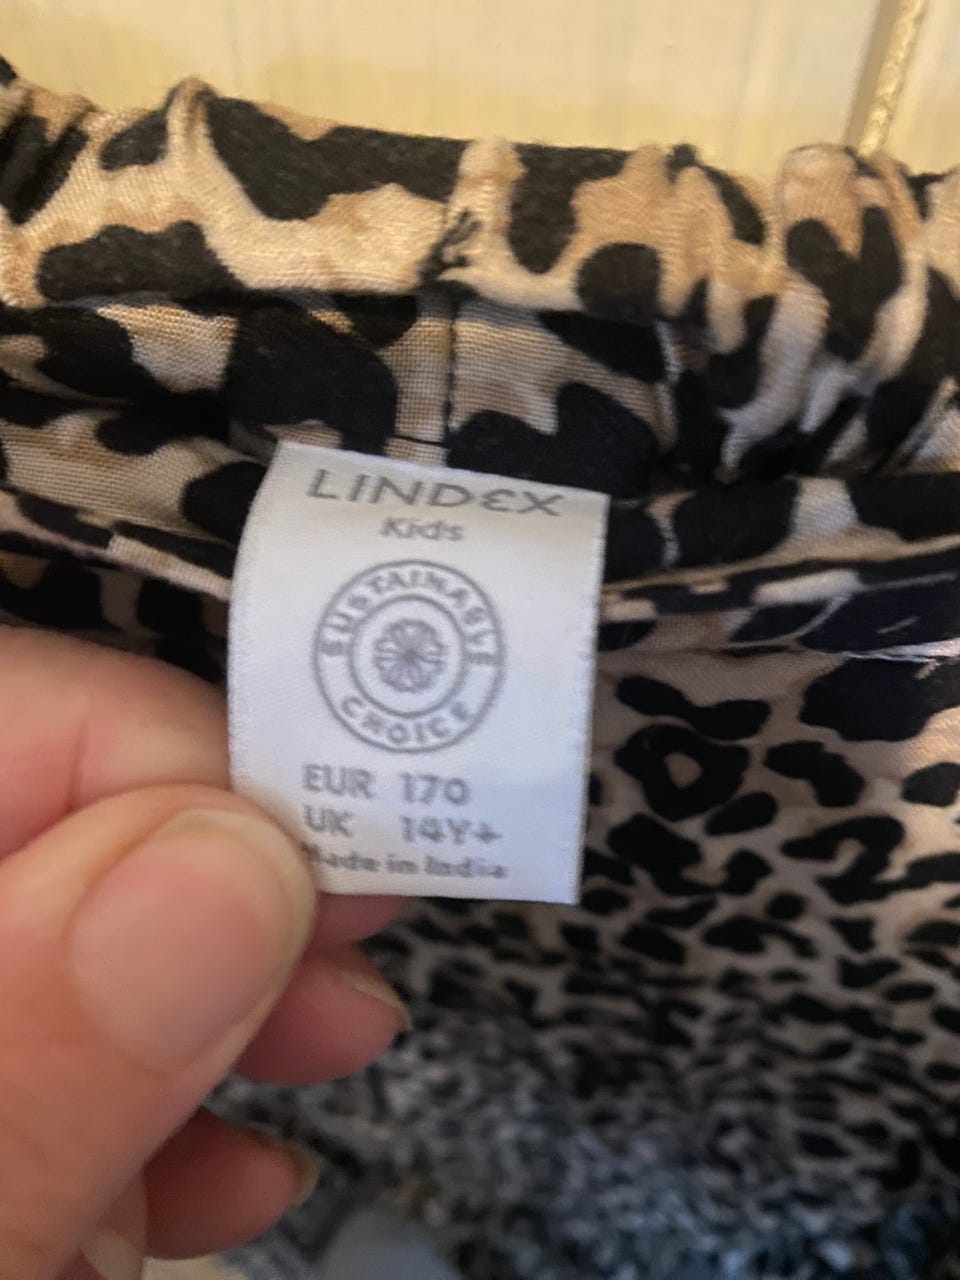 LINDEX
Kids
SUSTAINABLE
CHOICE
EUR 170
UK 14Y+
Made in India